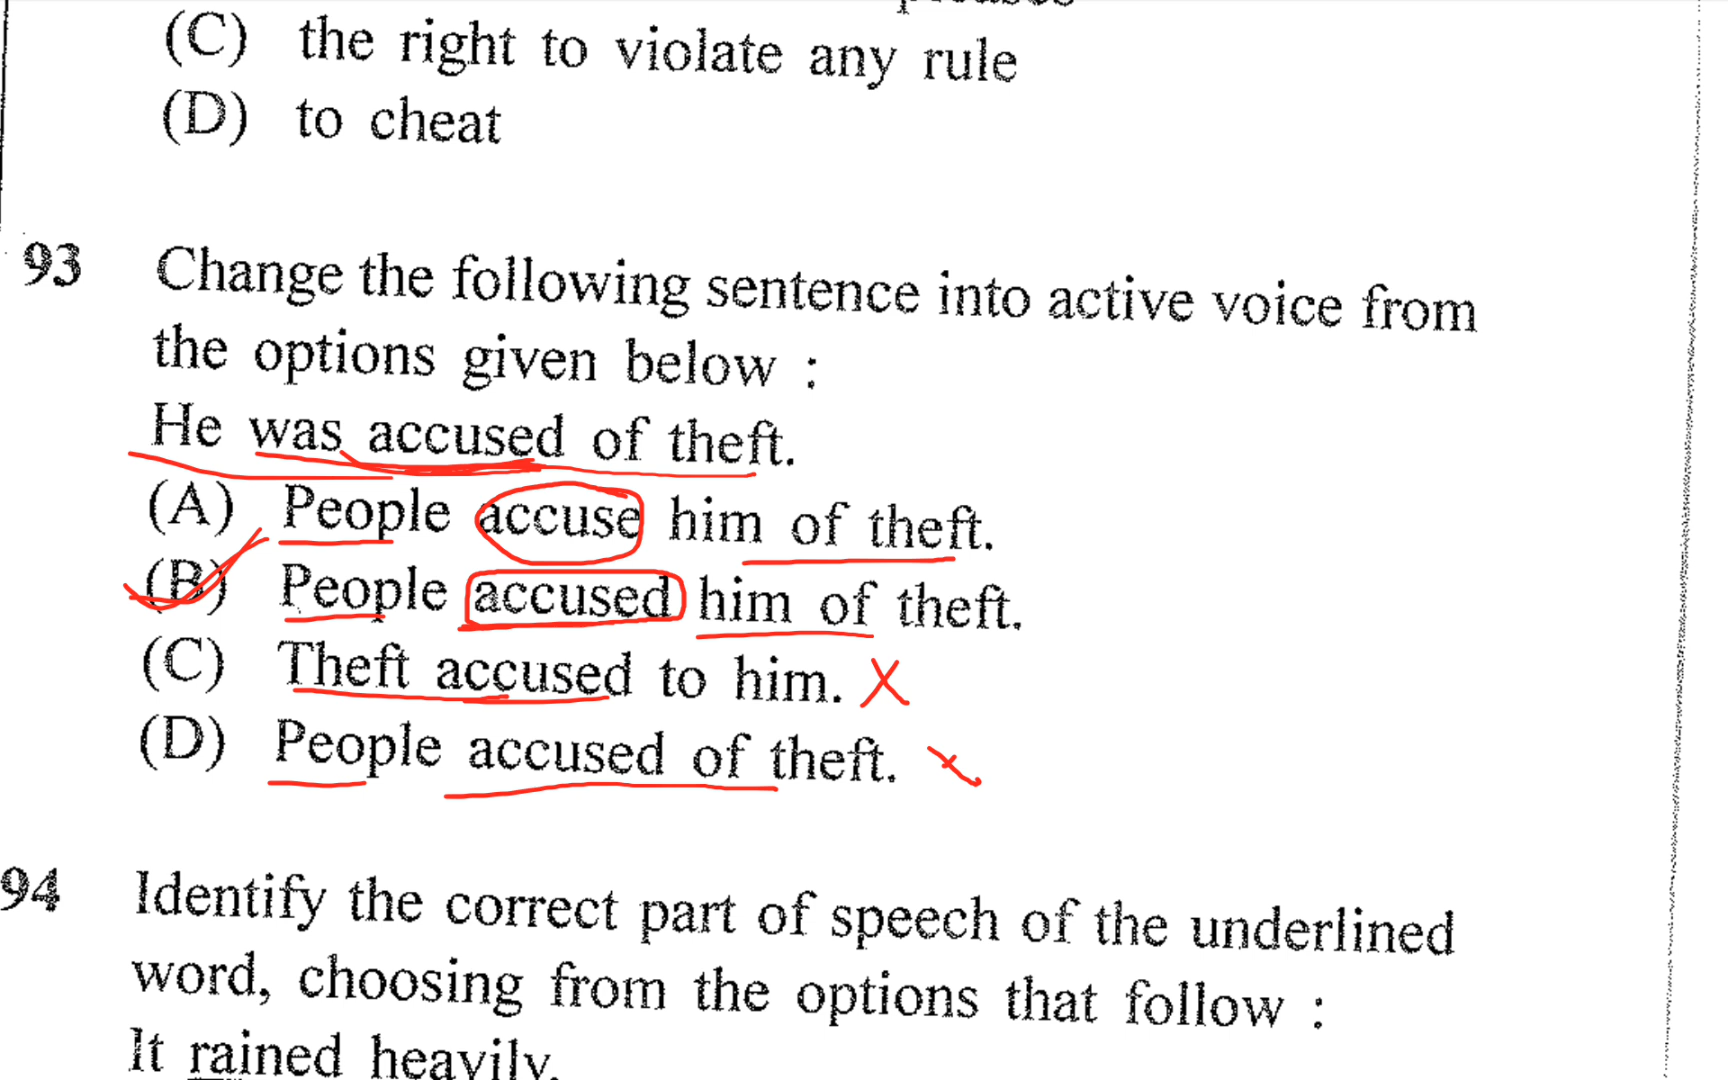 (C) the right to violate any rule
(D) to cheat
93 Change the following sentence into active voice from
the options given below :
He was accused of theft.
(A) People accuse him of theft.
(B) People accused him of theft.
(C) Theft accused to him. X
(D) People accused of theft.
94 Identify the correct part of speech of the underlined
word, choosing from the options that follow :
It rained heavily.